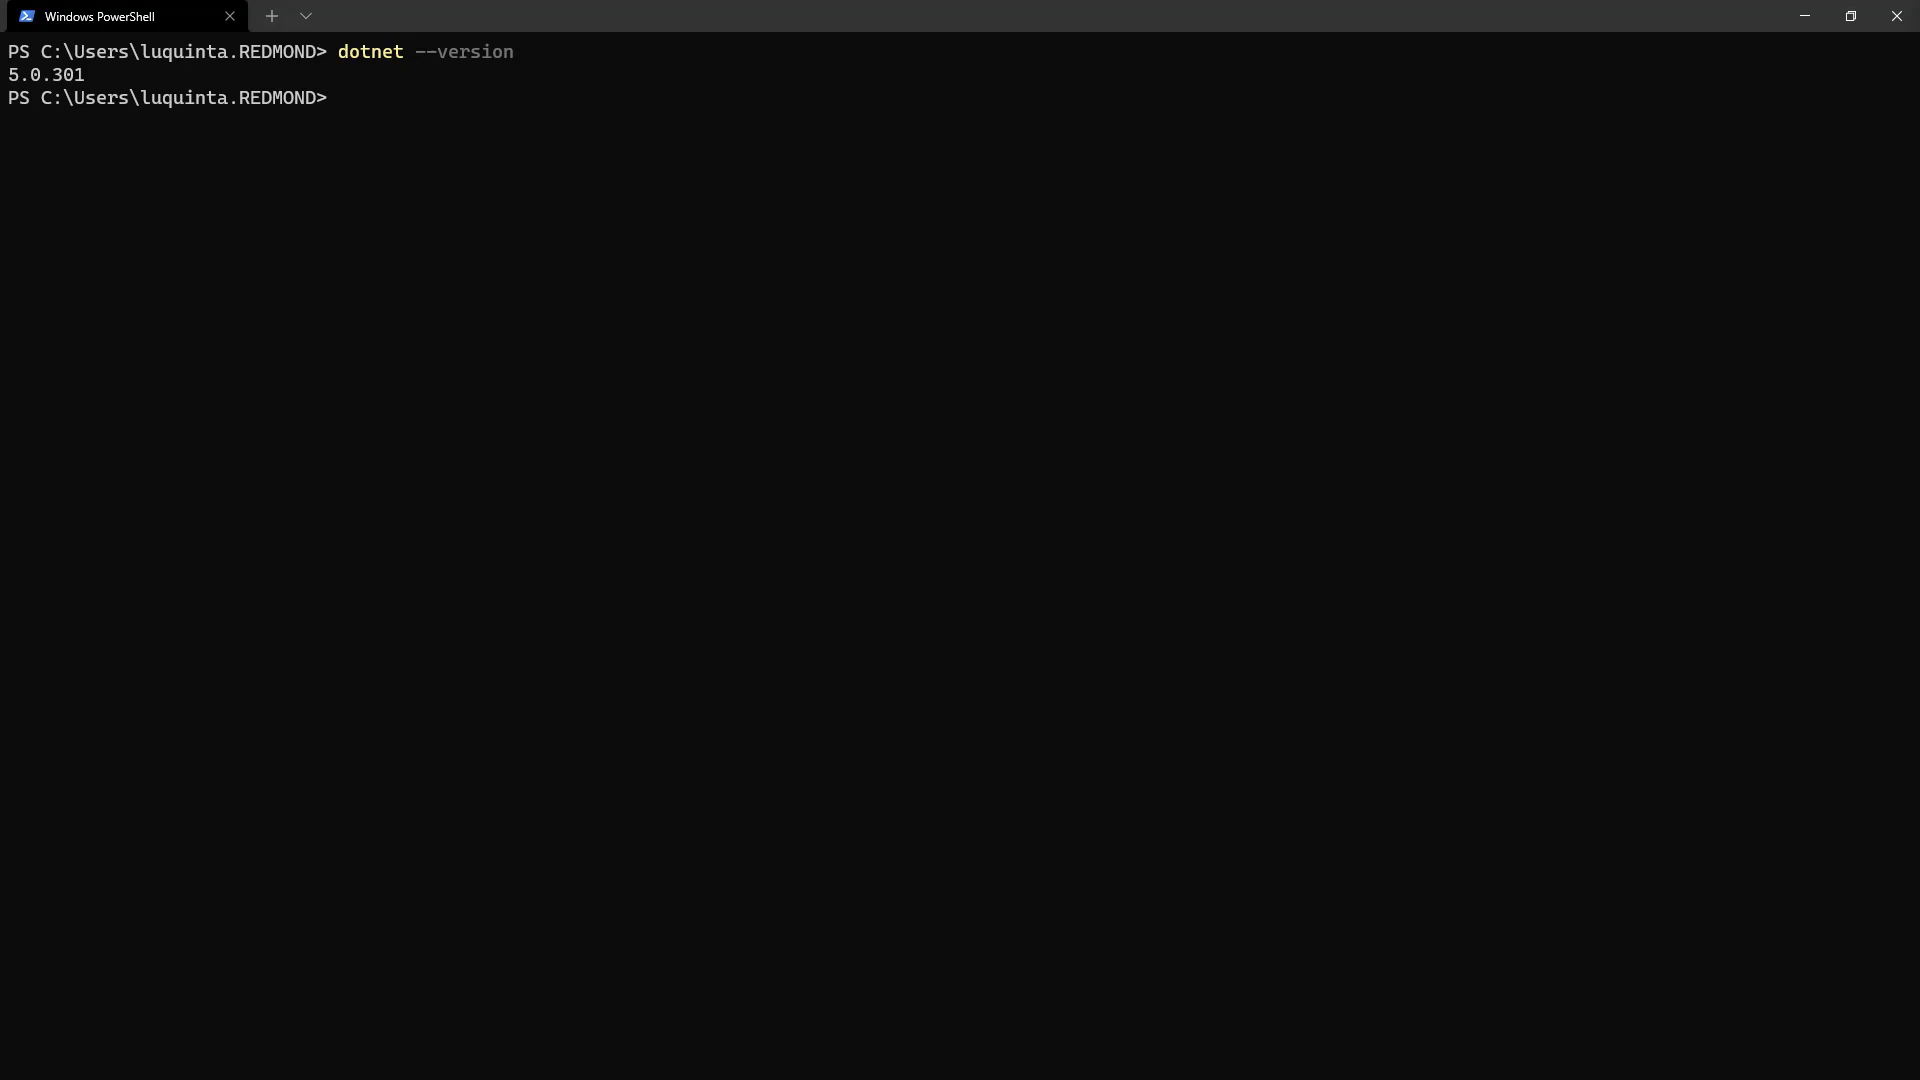 Windows PowerShell
PS C:\Users\luquinta.REDMOND> dotnet --version
5.0.301
PS C:\Users\luquinta.REDMOND>